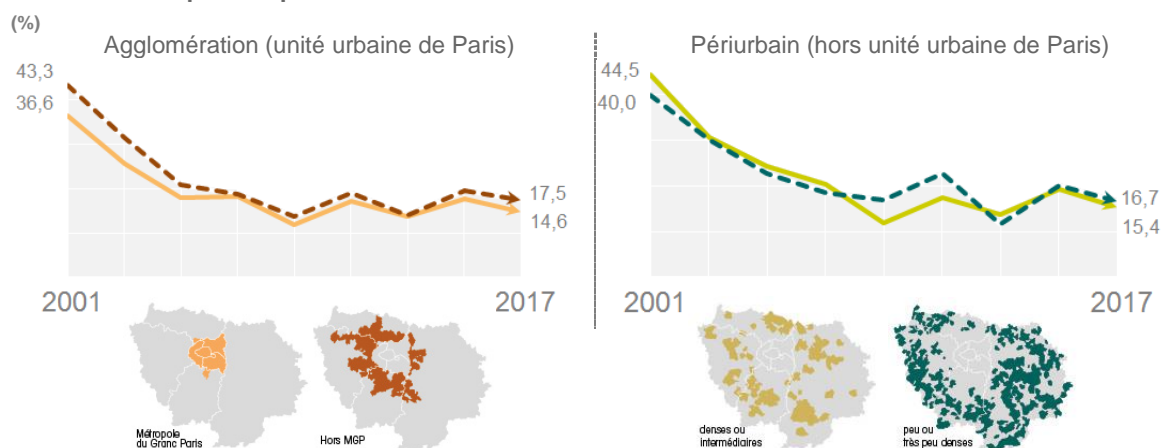 (%)
Agglomération (unité urbaine de Paris)
43,3
36,6
17,5
14,6
2001
2017
Métropole
du Granc Paris
Hors MGP
Périurbain (hors unité urbaine de Paris)
44,5
40,0
16,7
15,4
2001
2017
denses ou
intermédiaires
peu ou
très peu denses